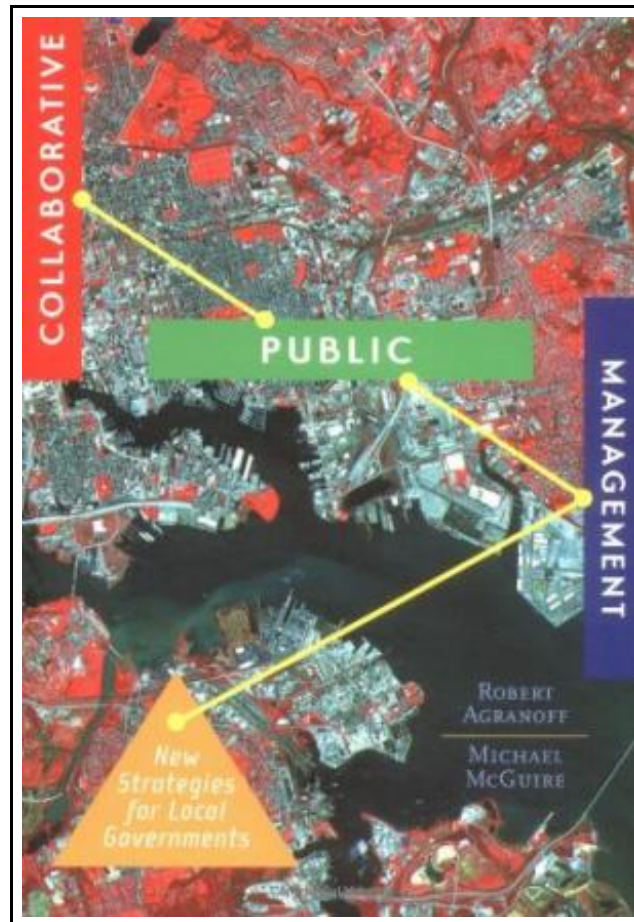 COLLABORATIVE
PUBLIC
MANAGEMENT
ROBERT
AGRANOFF
MICHAEL
MCGUIRE
New
Strategies
for Local
Governments